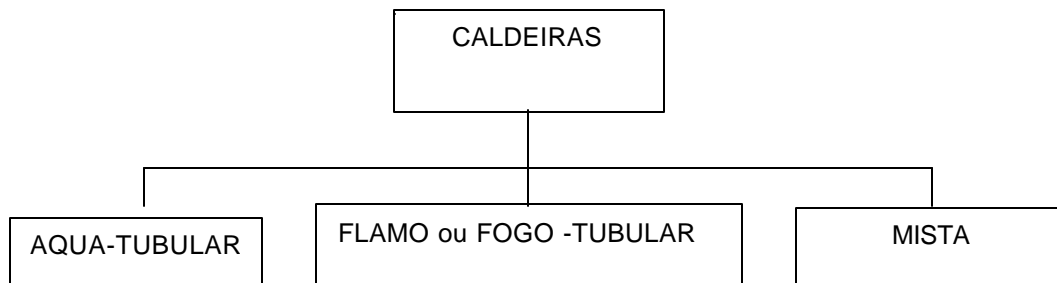 CALDEIRAS
AQUA-TUBULAR
FLAMO ou FOGO -TUBULAR
MISTA